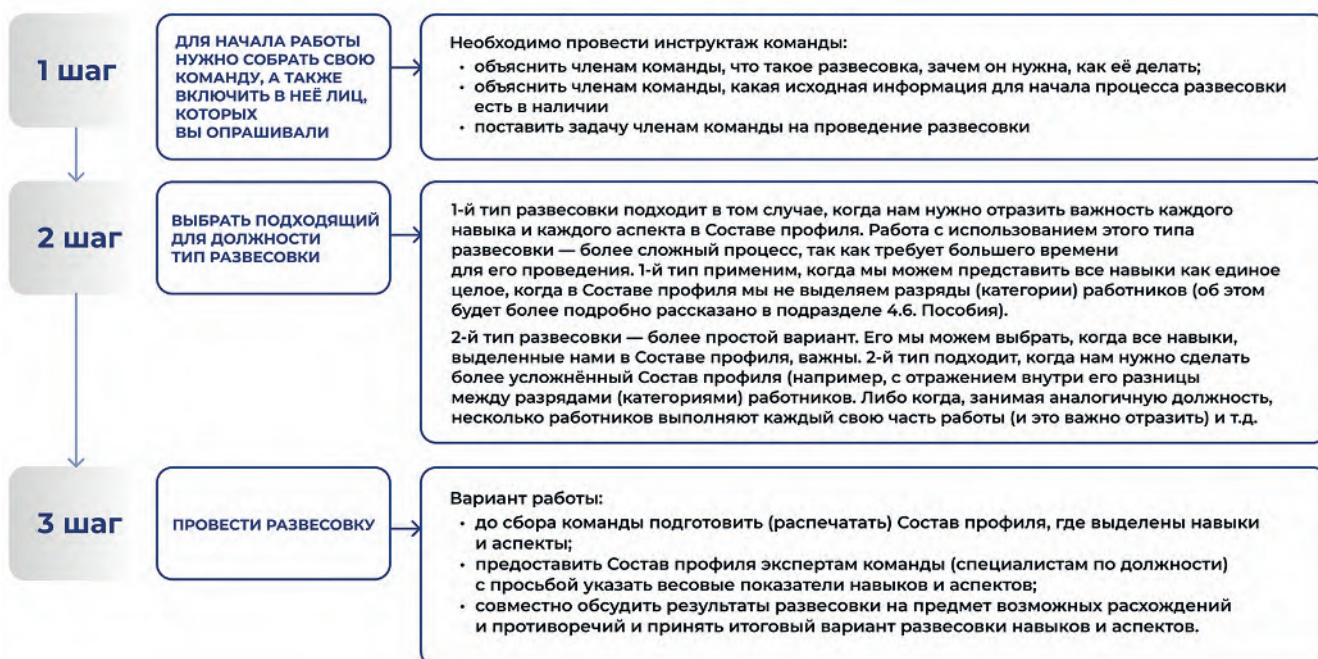 1 шаг
ДЛЯ НАЧАЛА РАБОТЫ
НУЖНО СОБРАТЬ СВОЮ
КОМАНДУ, А ТАКЖЕ
ВКЛЮЧИТЬ В НЕЁ ЛИЦ,
КОТОРЫХ
ВЫ ОПРАШИВАЛИ
Необходимо провести инструктаж команды:
• объяснить членам команды, что такое развесовка, зачем он нужна, как её делать;
• объяснить членам команды, какая исходная информация для начала процесса развесовки
есть в наличии
• поставить задачу членам команды на проведение развесовки
2 шаг
ВЫБРАТЬ ПОДХОДЯЩИЙ
ДЛЯ ДОЛЖНОСТИ
ТИП РАЗВЕСОВКИ
1-й тип развесовки подходит в том случае, когда нам нужно отразить важность каждого
навыка и каждого аспекта в Составе профиля. Работа с использованием этого типа
развесовки — более сложный процесс, так как требует большего времени
для его проведения. 1-й тип применим, когда мы можем представить все навыки как единое
целое, когда в Составе профиля мы не выделяем разряды (категории) работников (об этом
будет более подробно рассказано в подразделе 4.6. Пособия).
2-й тип развесовки — более простой вариант. Его мы можем выбрать, когда все навыки,
выделенные нами в Составе профиля, важны. 2-й тип подходит, когда нам нужно сделать
более усложнённый Состав профиля (например, с отражением внутри его разницы
между разрядами (категориями) работников. Либо когда, занимая аналогичную должность,
несколько работников выполняют каждый свою часть работы (и это важно отразить) и т.д.
3 шаг
ПРОВЕСТИ РАЗВЕСОВКУ
Вариант работы:
• до сбора команды подготовить (распечатать) Состав профиля, где выделены навыки
и аспекты;
• предоставить Состав профиля экспертам команды (специалистам по должности)
с просьбой указать весовые показатели навыков и аспектов;
• совместно обсудить результаты развесовки на предмет возможных расхождений
и противоречий и принять итоговый вариант развесовки навыков и аспектов.